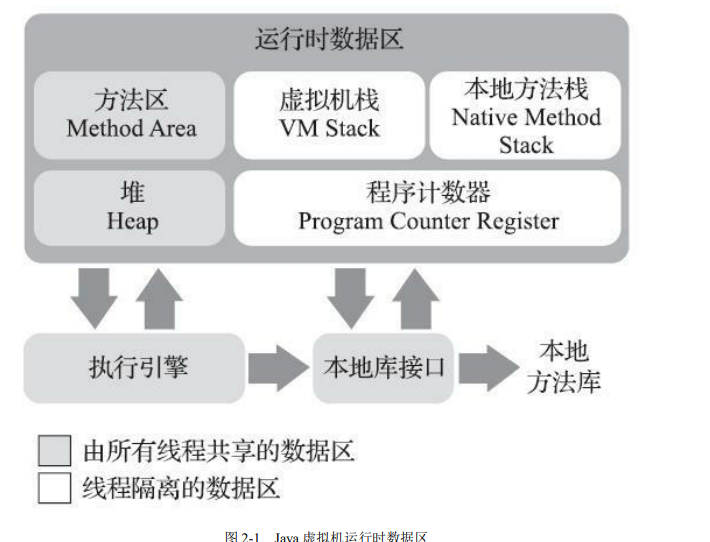 运行时数据区
方法区
Method Area
虚拟机栈
VM Stack
本地方法栈
Native Method
Stack
堆
Heap
程序计数器
Program Counter Register
执行引擎
本地库接口
本地
方法库
由所有线程共享的数据区
线程隔离的数据区
图 2-1 Java 虚拟机运行时数据区